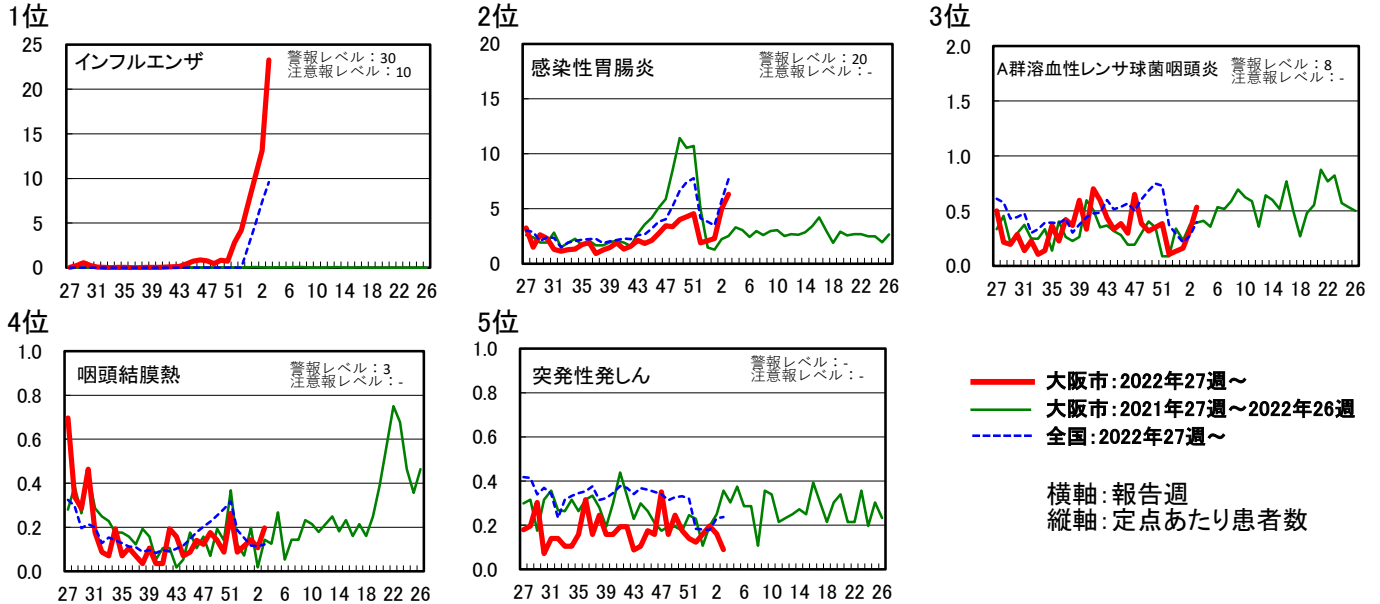 1位
インフルエンザ
警報レベル：30
注意報レベル：10
25
20
15
10
5
0
27 31 35 39 43 47 51 2 6 10 14 18 22 26
2位
感染性胃腸炎
警報レベル：20
注意報レベル：-
20
15
10
5
0
27 31 35 39 43 47 51 2 6 10 14 18 22 26
3位
A群溶血性レンサ球菌咽頭炎
警報レベル：8
注意報レベル：-
2.0
1.5
1.0
0.5
0.0
27 31 35 39 43 47 51 2 6 10 14 18 22 26
4位
咽頭結膜熱
警報レベル：3
注意報レベル：-
1.0
0.8
0.6
0.4
0.2
0.0
27 31 35 39 43 47 51 2 6 10 14 18 22 26
5位
突発性発しん
警報レベル：-
注意報レベル：-
1.0
0.8
0.6
0.4
0.2
0.0
27 31 35 39 43 47 51 2 6 10 14 18 22 26
大阪市：2022年27週～
大阪市：2021年27週～2022年26週
全国：2022年27週～
横軸：報告週
縦軸：定点あたり患者数